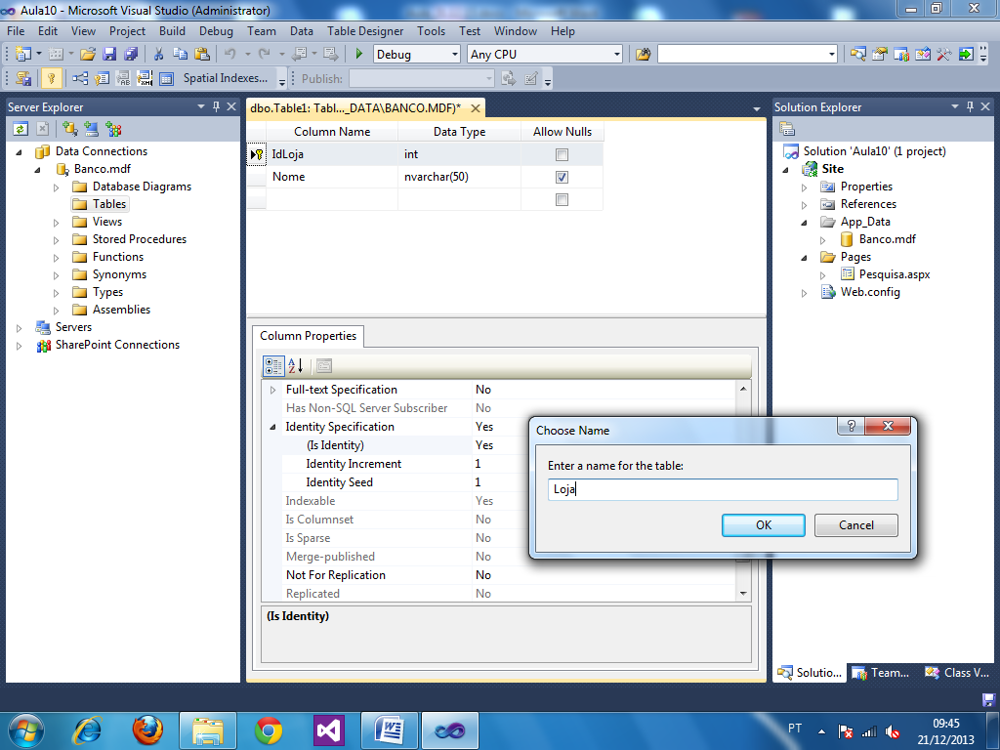 Aula10 - Microsoft Visual Studio (Administrator)
File Edit View Project Build Debug Team Data Table Designer Tools Test Window Help
Debug Any CPU
Spatial Indexes... Publish:
Server Explorer
Data Connections
Banco.mdf
Database Diagrams
Tables
Views
Stored Procedures
Functions
Synonyms
Types
Assemblies
Servers
SharePoint Connections
dbo.Table1: Tabl..._DATA\BANCO.MDF)*
Column Name Data Type Allow Nulls
IdLoja int
Nome nvarchar(50)
Column Properties
Full-text Specification No
Has Non-SQL Server Subscriber No
Identity Specification Yes
(Is Identity) Yes
Identity Increment 1
Identity Seed 1
Indexable Yes
Is Columnset No
Is Sparse No
Merge-published No
Not For Replication No
Replicated No
(Is Identity)
Choose Name
Enter a name for the table:
Loja
OK Cancel
Solution Explorer
Solution 'Aula10' (1 project)
Site
Properties
References
App_Data
Banco.mdf
Pages
Pesquisa.aspx
Web.config
Solutio... Team... Class V...
PT
09:45
21/12/2013